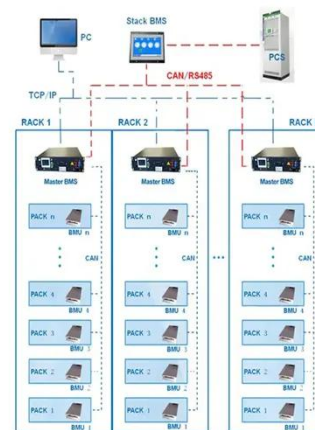 Stack BMS
PC
PCS
CAN/RS485
TCP/IP
RACK 1
RACK 2
RACK
Master BMS
Master BMS
Master BMS
PACK n
BMU n
PACK n
BMU n
PACK n
BMU n
CAN
CAN
CAN
PACK 4
BMU 4
PACK 4
BMU 4
PACK 4
BMU 4
PACK 3
BMU 3
PACK 3
BMU 3
PACK 3
BMU 3
PACK 2
BMU 2
PACK 2
BMU 2
PACK 2
BMU 2
PACK 1
BMU 1
PACK 1
BMU 1
PACK 1
BMU 1